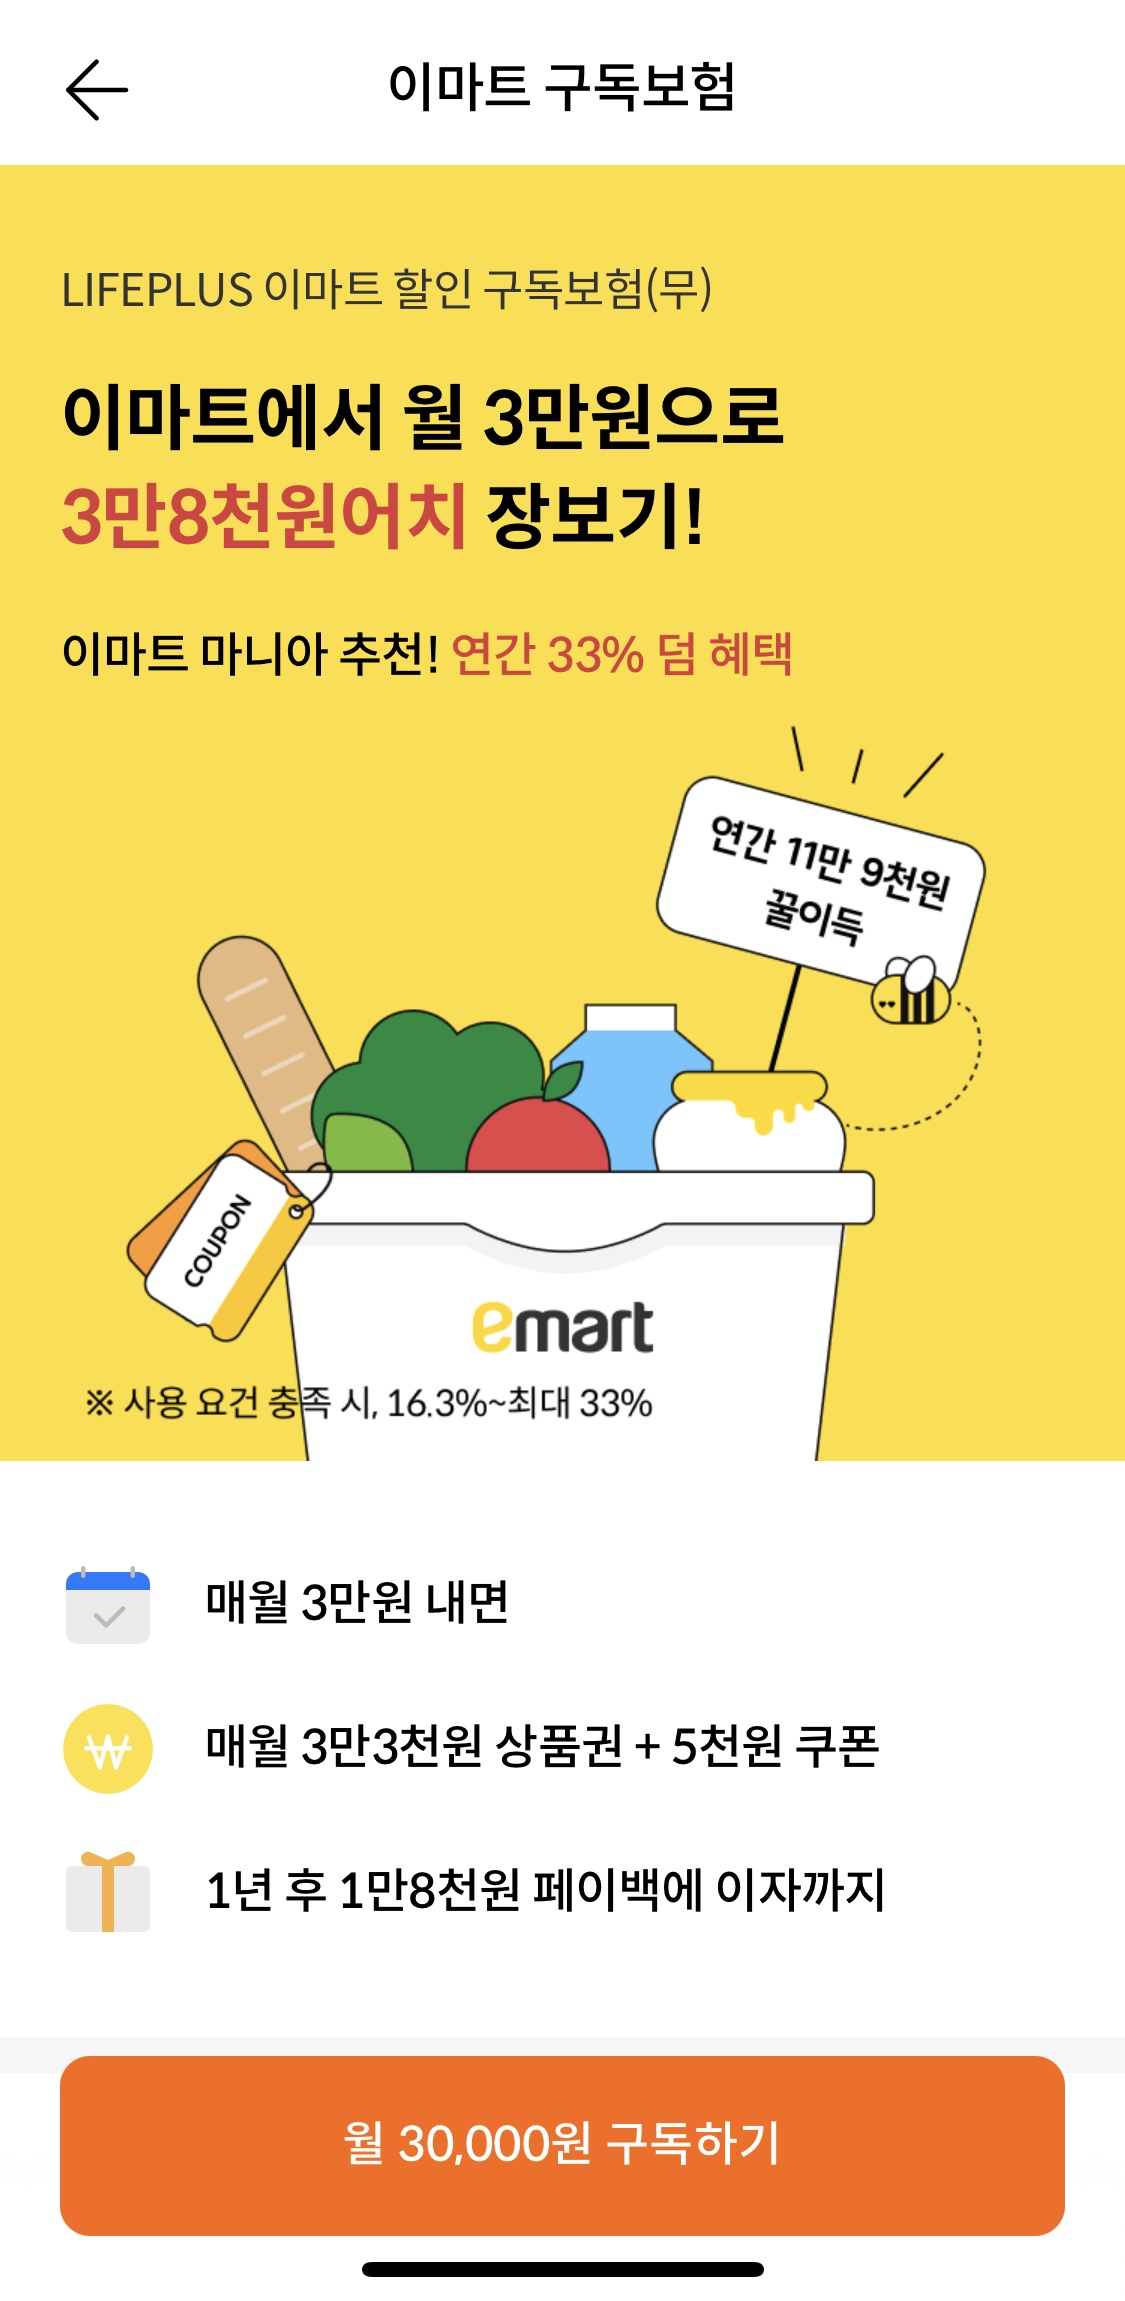 이마트 구독보험
LIFEPLUS 이마트 할인 구독보험(무)
이마트에서 월 3만원으로
3만8천원어치 장보기!
이마트 마니아 추천! 연간 33% 덤 혜택
연간 11만 9천원
꿀이득
COUPON
emart
※ 사용 요건 충족 시, 16.3%~최대 33%
매월 3만원 내면
매월 3만3천원 상품권 + 5천원 쿠폰
1년 후 1만8천원 페이백에 이자까지
월 30,000원 구독하기